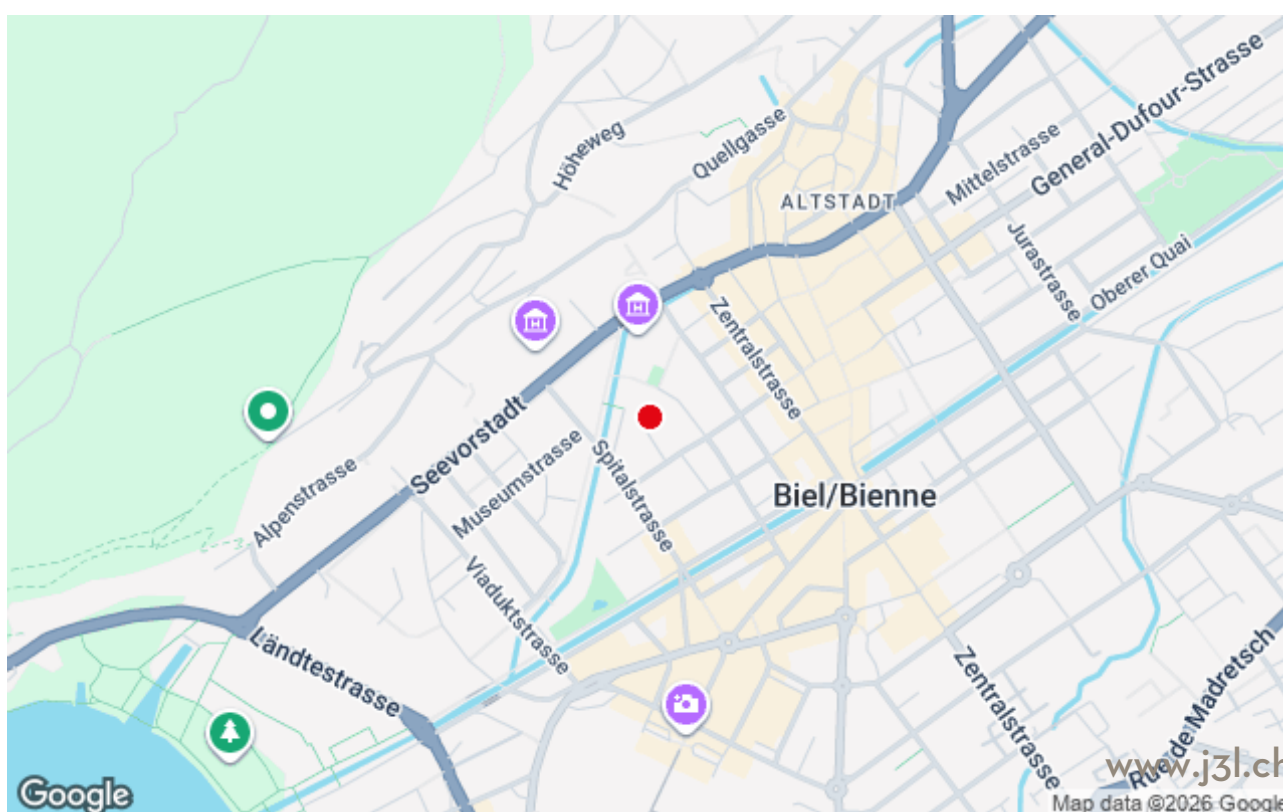 General-Dufour-Strasse
Höheweg
Quellgasse
Mittelstrasse
ALTSTADT
Jurastrasse
Oberer Quai
Zentralstrasse
Seevorstadt
Museumstrasse
Spitalstrasse
Alpenstrasse
Biel/Bienne
Viaduktstrasse
Ländtestrasse
Zentralstrasse
Rue de Madretsch
www.j3l.ch
Google
Map data ©2026 Google